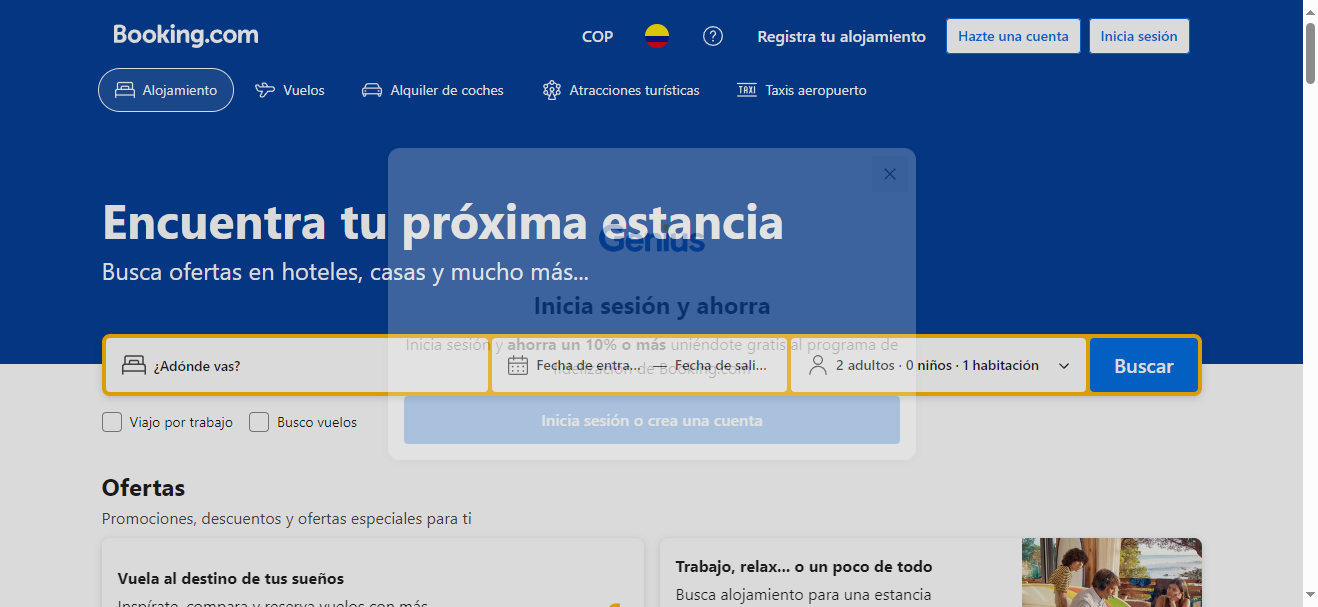 Booking.com
COP
Registra tu alojamiento
Hazte una cuenta
Inicia sesión
Alojamiento
Vuelos
Alquiler de coches
Atracciones turísticas
TAXI
Taxis aeropuerto
Encuentra tu próxima estancia
Genius
Busca ofertas en hoteles, casas y mucho más...
Inicia sesión y ahorra
Inicia sesión y ahorra un 10% o más uniéndote gratis al programa de
fidelización de Booking.com
¿Adónde vas?
Fecha de entra... — Fecha de sali...
2 adultos · 0 niños · 1 habitación
Buscar
Inicia sesión o crea una cuenta
Viajo por trabajo
Busco vuelos
Ofertas
Promociones, descuentos y ofertas especiales para ti
Vuela al destino de tus sueños
Inspírate, compara y reserva vuelos con más
Trabajo, relax... o un poco de todo
Busca alojamiento para una estancia